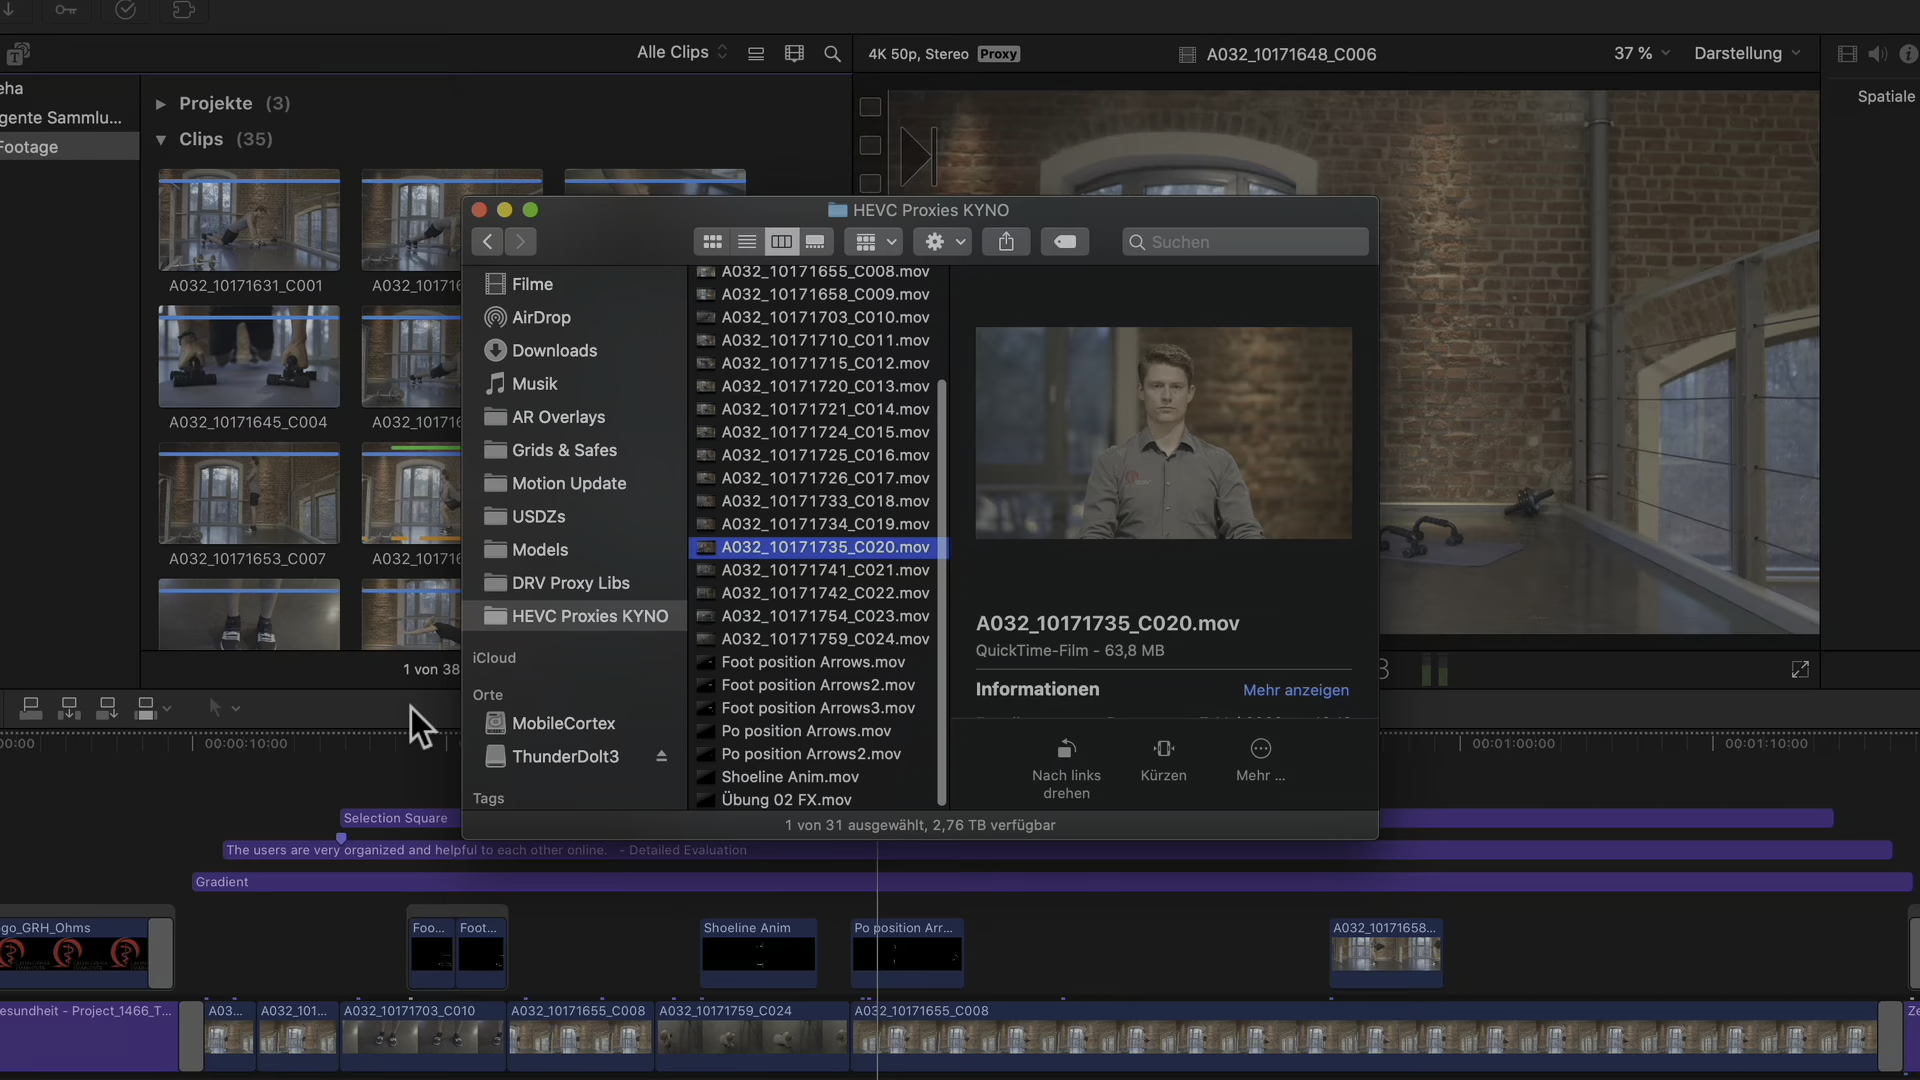 Alle Clips
4K 50p, Stereo
Proxy
A032_10171648_C006
37 %
Darstellung
eha
gente Sammlu...
Footage
Projekte (3)
Clips (35)
Spatiale
A032_10171631_C001
A032_101716
A032_10171645_C004
A032_101716
A032_10171653_C007
A032_1017
1 von 38
HEVC Proxies KYNO
Suchen
Filme
AirDrop
Downloads
Musik
AR Overlays
Grids & Safes
Motion Update
USDZs
Models
DRV Proxy Libs
HEVC Proxies KYNO
iCloud
Orte
MobileCortex
ThunderDolt3
Tags
A032_10171655_C008.mov
A032_10171658_C009.mov
A032_10171703_C010.mov
A032_10171710_C011.mov
A032_10171715_C012.mov
A032_10171720_C013.mov
A032_10171721_C014.mov
A032_10171724_C015.mov
A032_10171725_C016.mov
A032_10171726_C017.mov
A032_10171733_C018.mov
A032_10171734_C019.mov
A032_10171735_C020.mov
A032_10171741_C021.mov
A032_10171742_C022.mov
A032_10171754_C023.mov
A032_10171759_C024.mov
Foot position Arrows.mov
Foot position Arrows2.mov
Foot position Arrows3.mov
Po position Arrows.mov
Po position Arrows2.mov
Shoeline Anim.mov
Übung 02 FX.mov
A032_10171735_C020.mov
QuickTime-Film - 63,8 MB
Informationen
Mehr anzeigen
Nach links
drehen
Kürzen
Mehr ...
1 von 31 ausgewählt, 2,76 TB verfügbar
00:00
00:00:10:00
00:01:00:00
00:01:10:00
Selection Square
The users are very organized and helpful to each other online. - Detailed Evaluation
Gradient
go_GRH_Ohms
Foo...
Foot...
Shoeline Anim
Po position Arr...
A032_10171658...
esundheit - Project_1466_T...
A03...
A032_101...
A032_10171703_C010
A032_10171655_C008
A032_10171759_C024
A032_10171655_C008